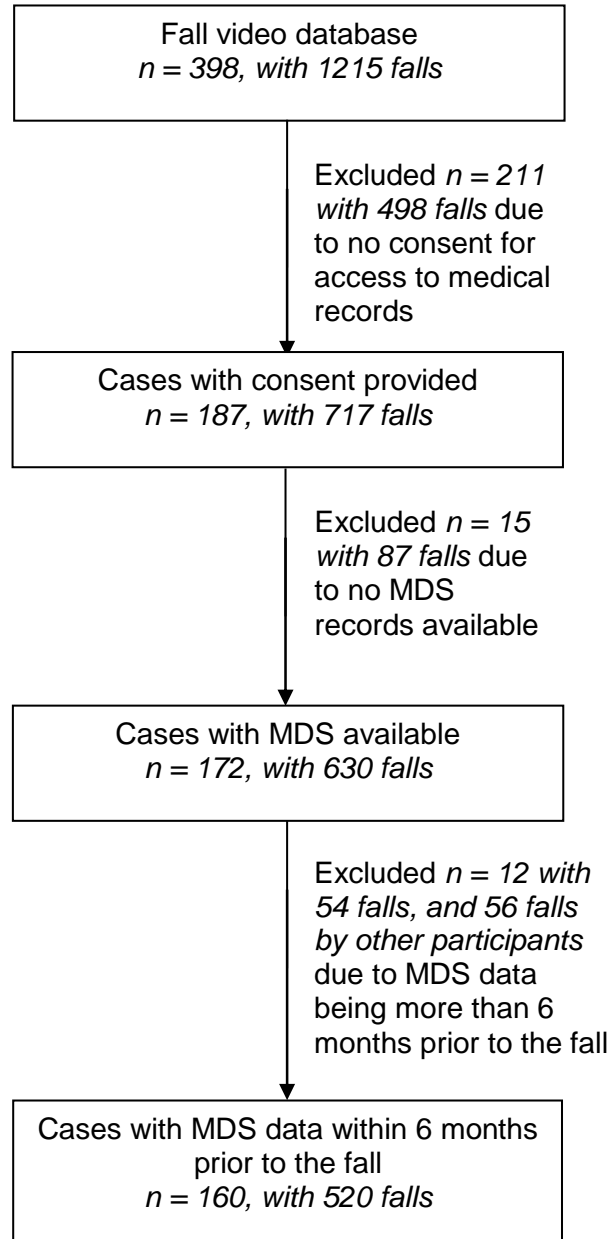 Fall video database
n = 398, with 1215 falls
Excluded n = 211
with 498 falls due
to no consent for
access to medical
records
Cases with consent provided
n = 187, with 717 falls
Excluded n = 15
with 87 falls due
to no MDS
records available
Cases with MDS available
n = 172, with 630 falls
Excluded n = 12 with
54 falls, and 56 falls
by other participants
due to MDS data
being more than 6
months prior to the fall
Cases with MDS data within 6 months
prior to the fall
n = 160, with 520 falls